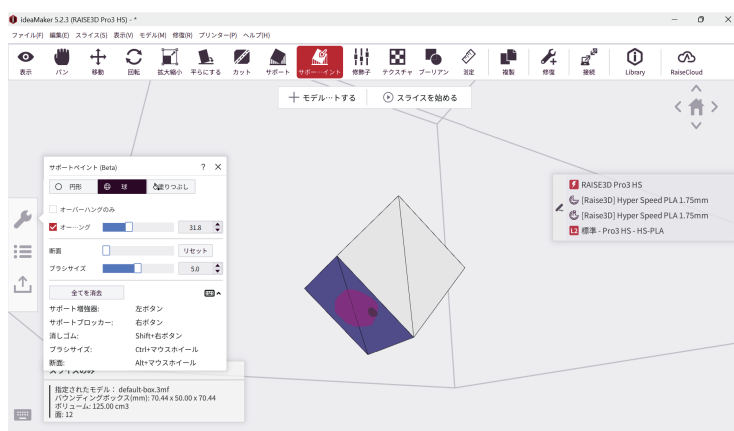 ideaMaker 5.2.3 (RAISE3D Pro3 HS) - *
ファイル(F) 編集(E) スライス(S) 表示(V) モデル(M) 修復(R) プリンター(P) ヘルプ(H)
表示 パン 移動 回転 拡大縮小 平らにする カット サポート サポー…イント 修飾子 テクスチャ ブーリアン 測定 複製 修復 接続 Library RaiseCloud
モデル…トする スライスを始める
サポートペイント (Beta) ? ×
円形 球 塗りつぶし
オーバーハングのみ
オー…ング 31.8
断面 リセット
ブラシサイズ 5.0
全てを消去
サポート増強器: 左ボタン
サポートブロッカー: 右ボタン
消しゴム: Shift+右ボタン
ブラシサイズ: Ctrl+マウスホイール
断面: Alt+マウスホイール
スライスのみ
指定されたモデル： default-box.3mf
バウンディングボックス(mm): 70.44 x 50.00 x 70.44
ボリューム: 125.00 cm3
面: 12
RAISE3D Pro3 HS
[Raise3D] Hyper Speed PLA 1.75mm
[Raise3D] Hyper Speed PLA 1.75mm
L2 標準 - Pro3 HS - HS-PLA